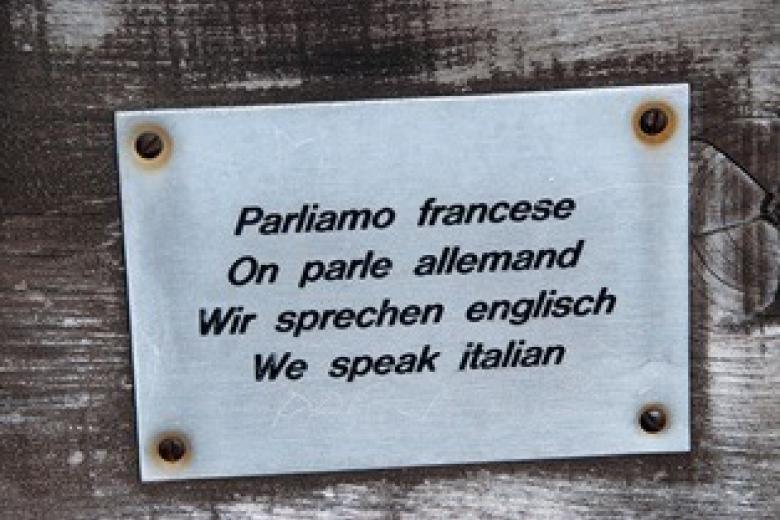 Parliamo francese
On parle allemand
Wir sprechen englisch
We speak italian